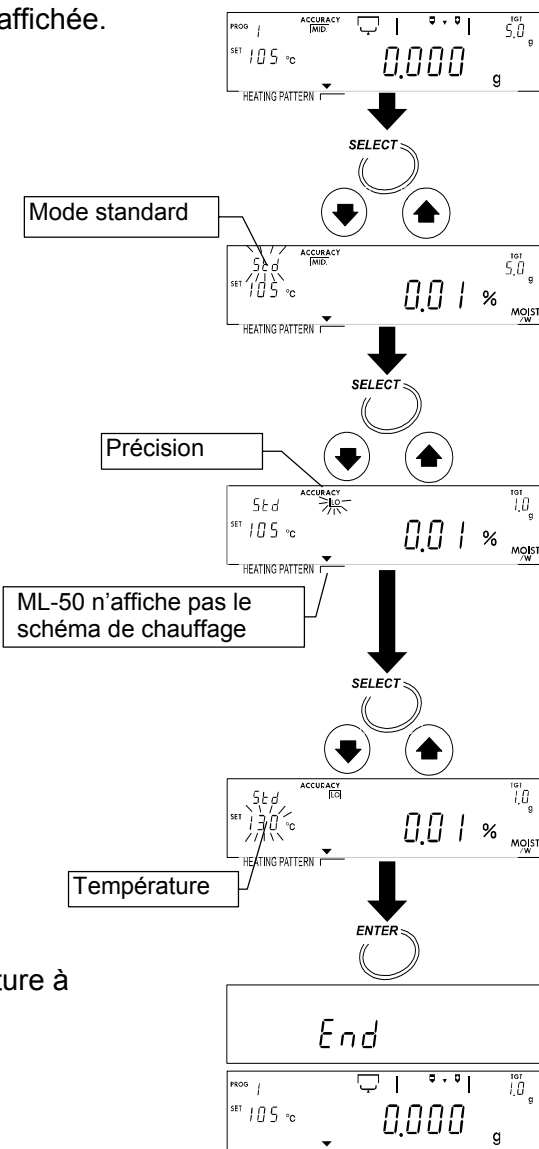 affichée.
PROG 1 ACCURACY MID. TGT 5.0 g
SET 105 °C 0.000 g
HEATING PATTERN
SELECT
Mode standard
Std ACCURACY MID. TGT 5.0 g
SET 105 °C 0.01 % MOIST /W
HEATING PATTERN
SELECT
Précision
Std ACCURACY LO TGT 1.0 g
SET 105 °C 0.01 % MOIST /W
HEATING PATTERN
ML-50 n’affiche pas le
schéma de chauffage
SELECT
Std ACCURACY LO TGT 1.0 g
SET 130 °C 0.01 % MOIST /W
HEATING PATTERN
Température
ENTER
ture à
End
PROG 1 TGT 1.0 g
SET 105 °C 0.000 g